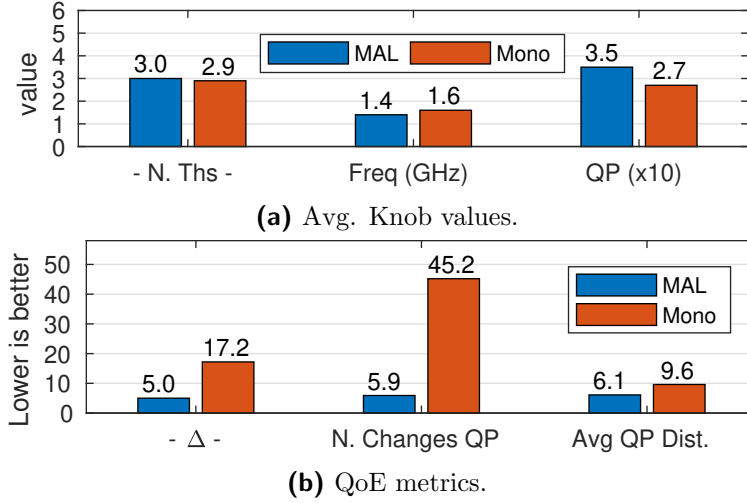 6
5
4
3
2
1
0
value
MAL Mono
3.0 2.9 1.4 1.6 3.5 2.7
- N. Ths - Freq (GHz) QP (x10)
(a) Avg. Knob values.
50
40
30
20
10
0
Lower is better
MAL
Mono
5.0 17.2 5.9 45.2 6.1 9.6
- Δ - N. Changes QP Avg QP Dist.
(b) QoE metrics.